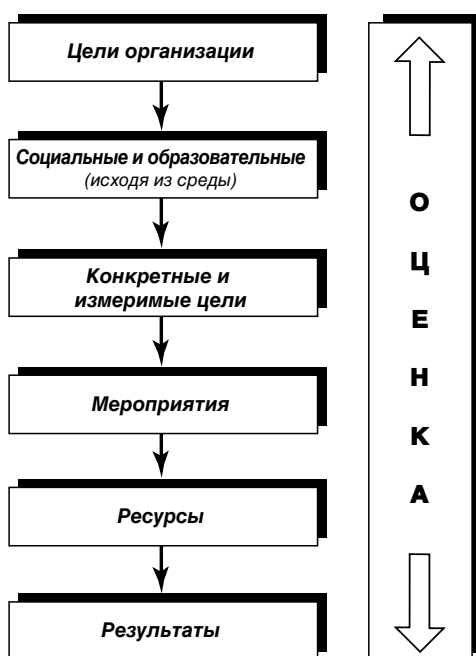 Цели организации
Социальные и образовательные
(исходя из среды)
Конкретные и
измеримые цели
Мероприятия
Ресурсы
Результаты
О
Ц
Е
Н
К
А